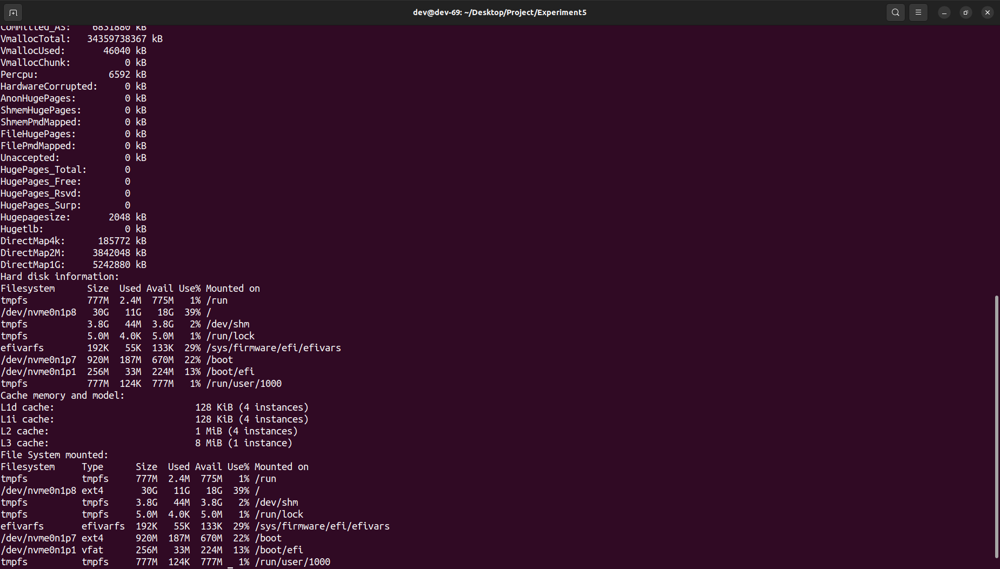 dev@dev-69: ~/Desktop/Project/Experiment5
Committed_AS:    6831880 kB
VmallocTotal:   34359738367 kB
VmallocUsed:       46040 kB
VmallocChunk:          0 kB
Percpu:             6592 kB
HardwareCorrupted:     0 kB
AnonHugePages:         0 kB
ShmemHugePages:        0 kB
ShmemPmdMapped:        0 kB
FileHugePages:         0 kB
FilePmdMapped:         0 kB
Unaccepted:            0 kB
HugePages_Total:       0
HugePages_Free:        0
HugePages_Rsvd:        0
HugePages_Surp:        0
Hugepagesize:       2048 kB
Hugetlb:               0 kB
DirectMap4k:      185772 kB
DirectMap2M:     3842048 kB
DirectMap1G:     5242880 kB
Hard disk information:
Filesystem      Size  Used Avail Use% Mounted on
tmpfs           777M  2.4M  775M   1% /run
/dev/nvme0n1p8   30G   11G   18G  39% /
tmpfs           3.8G   44M  3.8G   2% /dev/shm
tmpfs           5.0M  4.0K  5.0M   1% /run/lock
efivarfs        192K   55K  133K  29% /sys/firmware/efi/efivars
/dev/nvme0n1p7  920M  187M  670M  22% /boot
/dev/nvme0n1p1  256M   33M  224M  13% /boot/efi
tmpfs           777M  124K  777M   1% /run/user/1000
Cache memory and model:
L1d cache:                          128 KiB (4 instances)
L1i cache:                          128 KiB (4 instances)
L2 cache:                           1 MiB (4 instances)
L3 cache:                           8 MiB (1 instance)
File System mounted:
Filesystem     Type      Size  Used Avail Use% Mounted on
tmpfs          tmpfs     777M  2.4M  775M   1% /run
/dev/nvme0n1p8 ext4       30G   11G   18G  39% /
tmpfs          tmpfs     3.8G   44M  3.8G   2% /dev/shm
tmpfs          tmpfs     5.0M  4.0K  5.0M   1% /run/lock
efivarfs       efivarfs  192K   55K  133K  29% /sys/firmware/efi/efivars
/dev/nvme0n1p7 ext4      920M  187M  670M  22% /boot
/dev/nvme0n1p1 vfat      256M   33M  224M  13% /boot/efi
tmpfs          tmpfs     777M  124K  777M   1% /run/user/1000